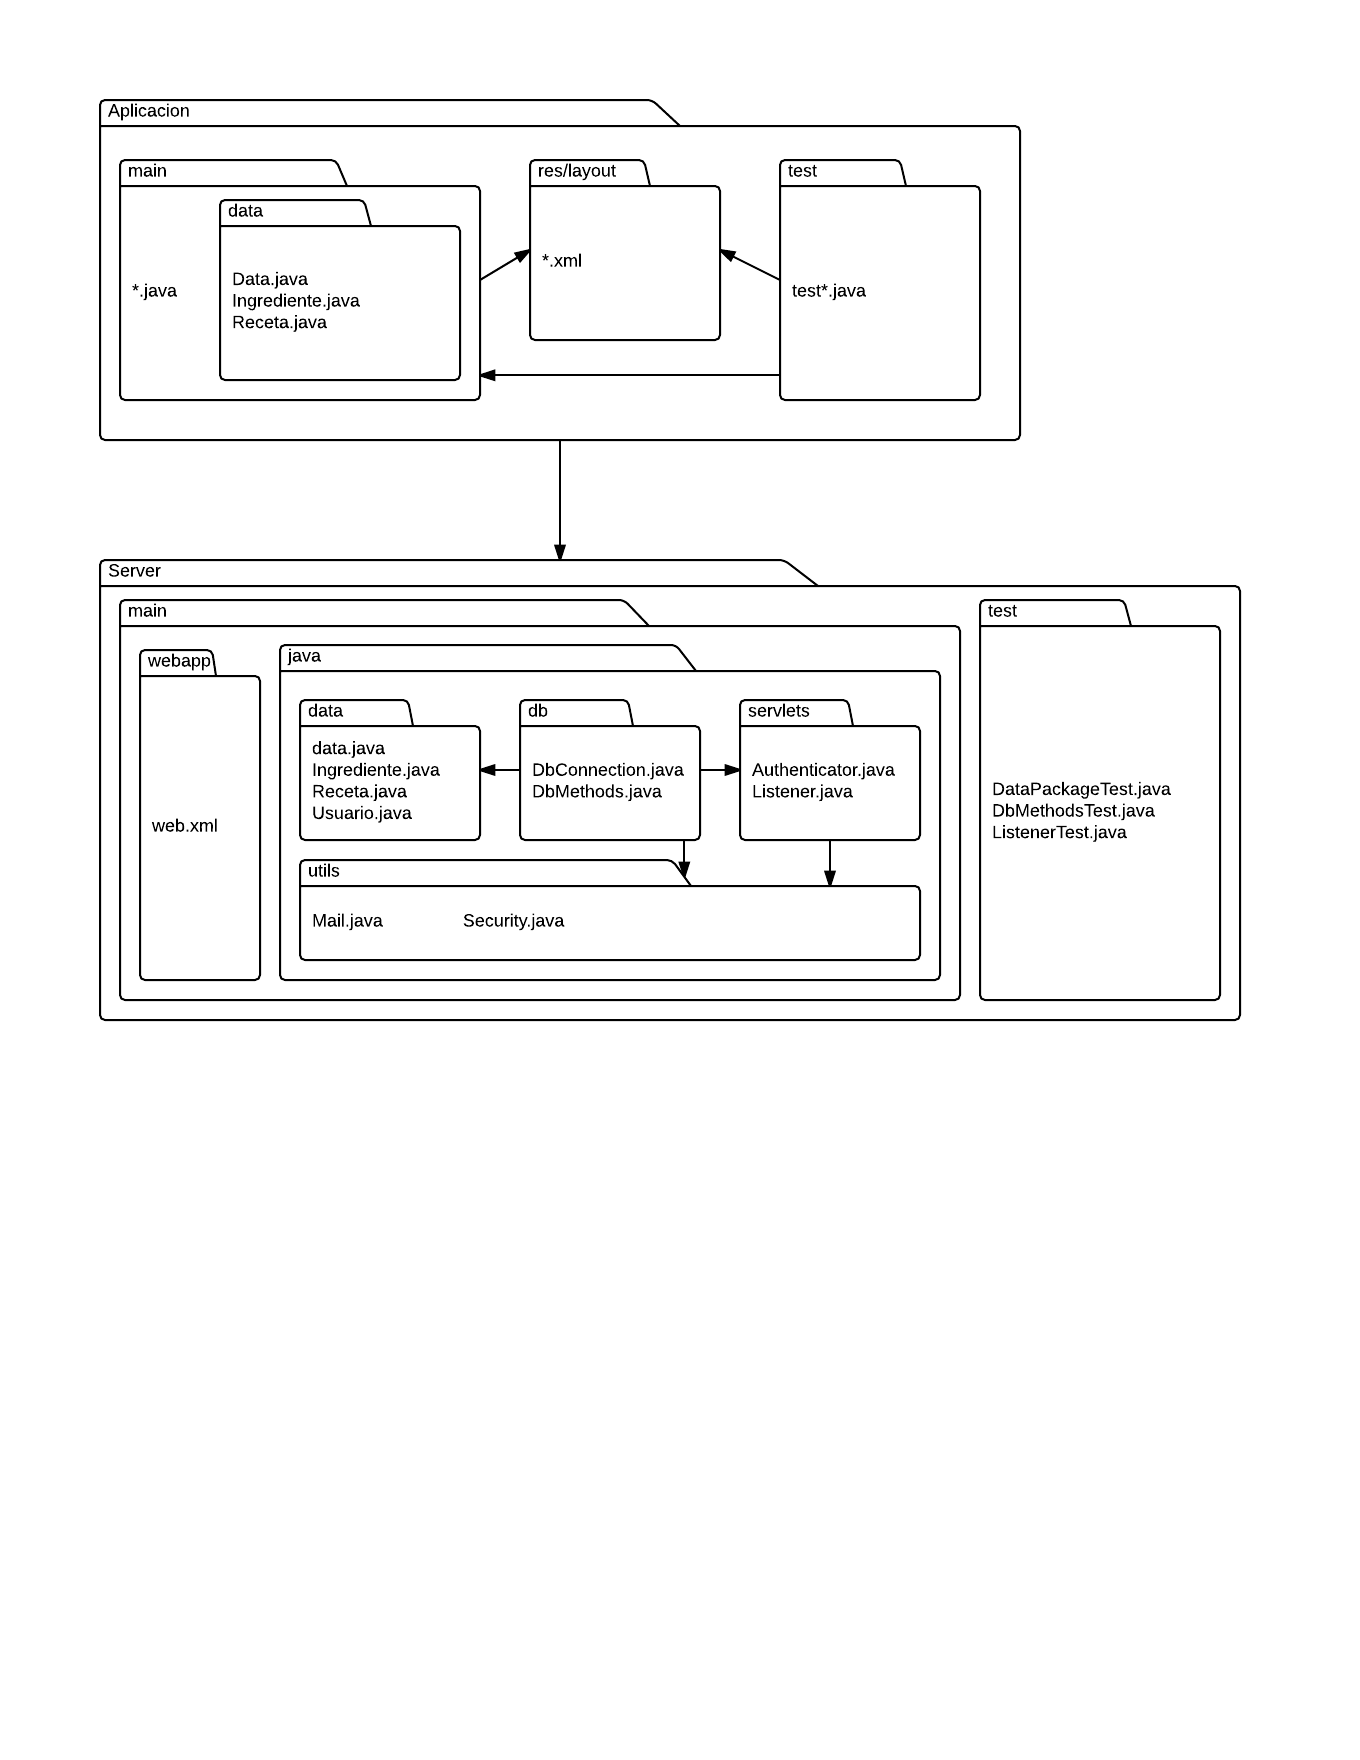 Aplicacion
main
data
*.java
Data.java
Ingrediente.java
Receta.java
res/layout
*.xml
test
test*.java
Server
main
webapp
web.xml
java
data
data.java
Ingrediente.java
Receta.java
Usuario.java
db
DbConnection.java
DbMethods.java
servlets
Authenticator.java
Listener.java
utils
Mail.java Security.java
test
DataPackageTest.java
DbMethodsTest.java
ListenerTest.java